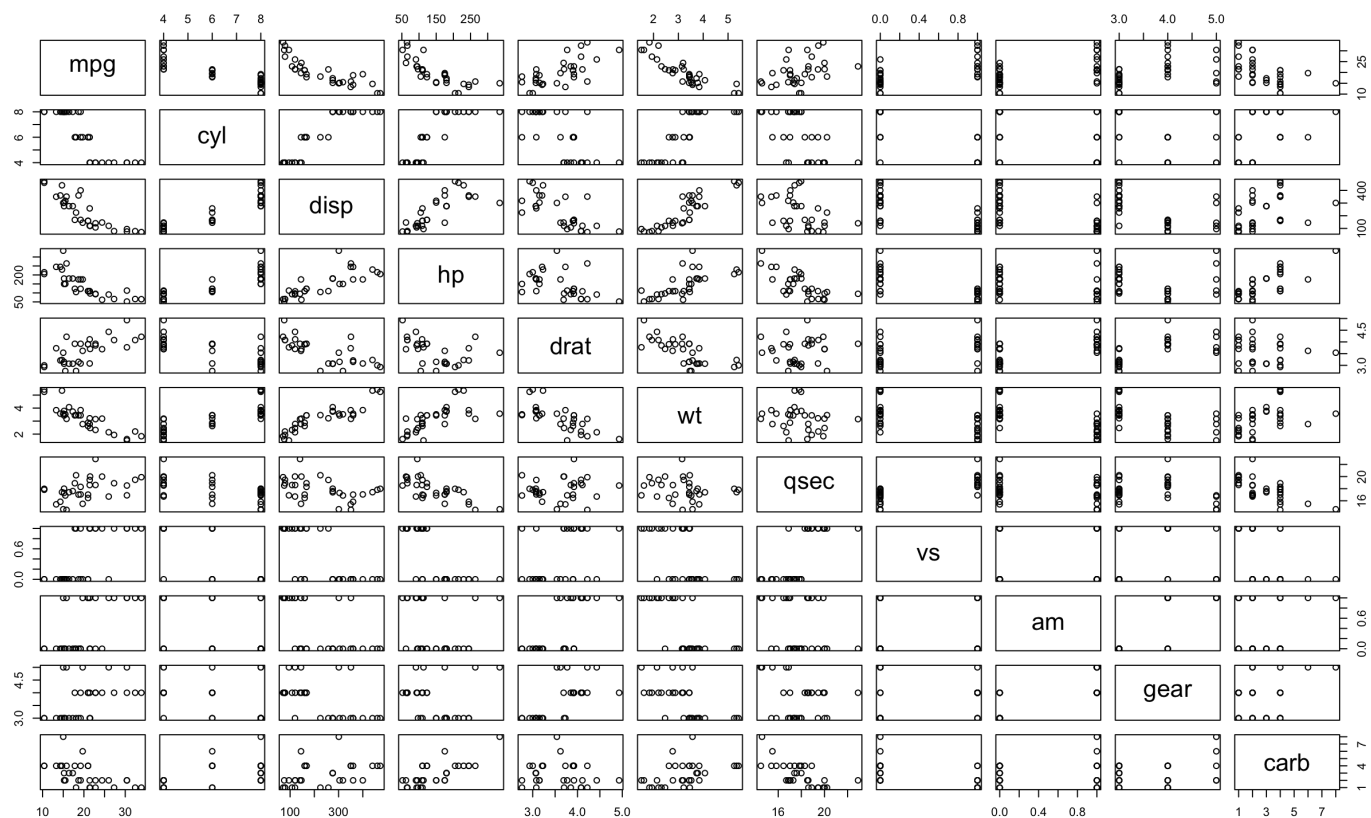 4 5 6 7 8 50 150 250 2 3 4 5 0.0 0.4 0.8 3.0 4.0 5.0
mpg 10 25
4 6 8 cyl
disp 100 400
50 200 hp
drat 3.0 4.5
2 4 wt
qsec 16 20
0.0 0.6 vs
am 0.0 0.6
3.0 4.5 gear
carb 1 4 7
10 20 30 100 300 3.0 4.0 5.0 16 20 0.0 0.4 0.8 1 3 5 7